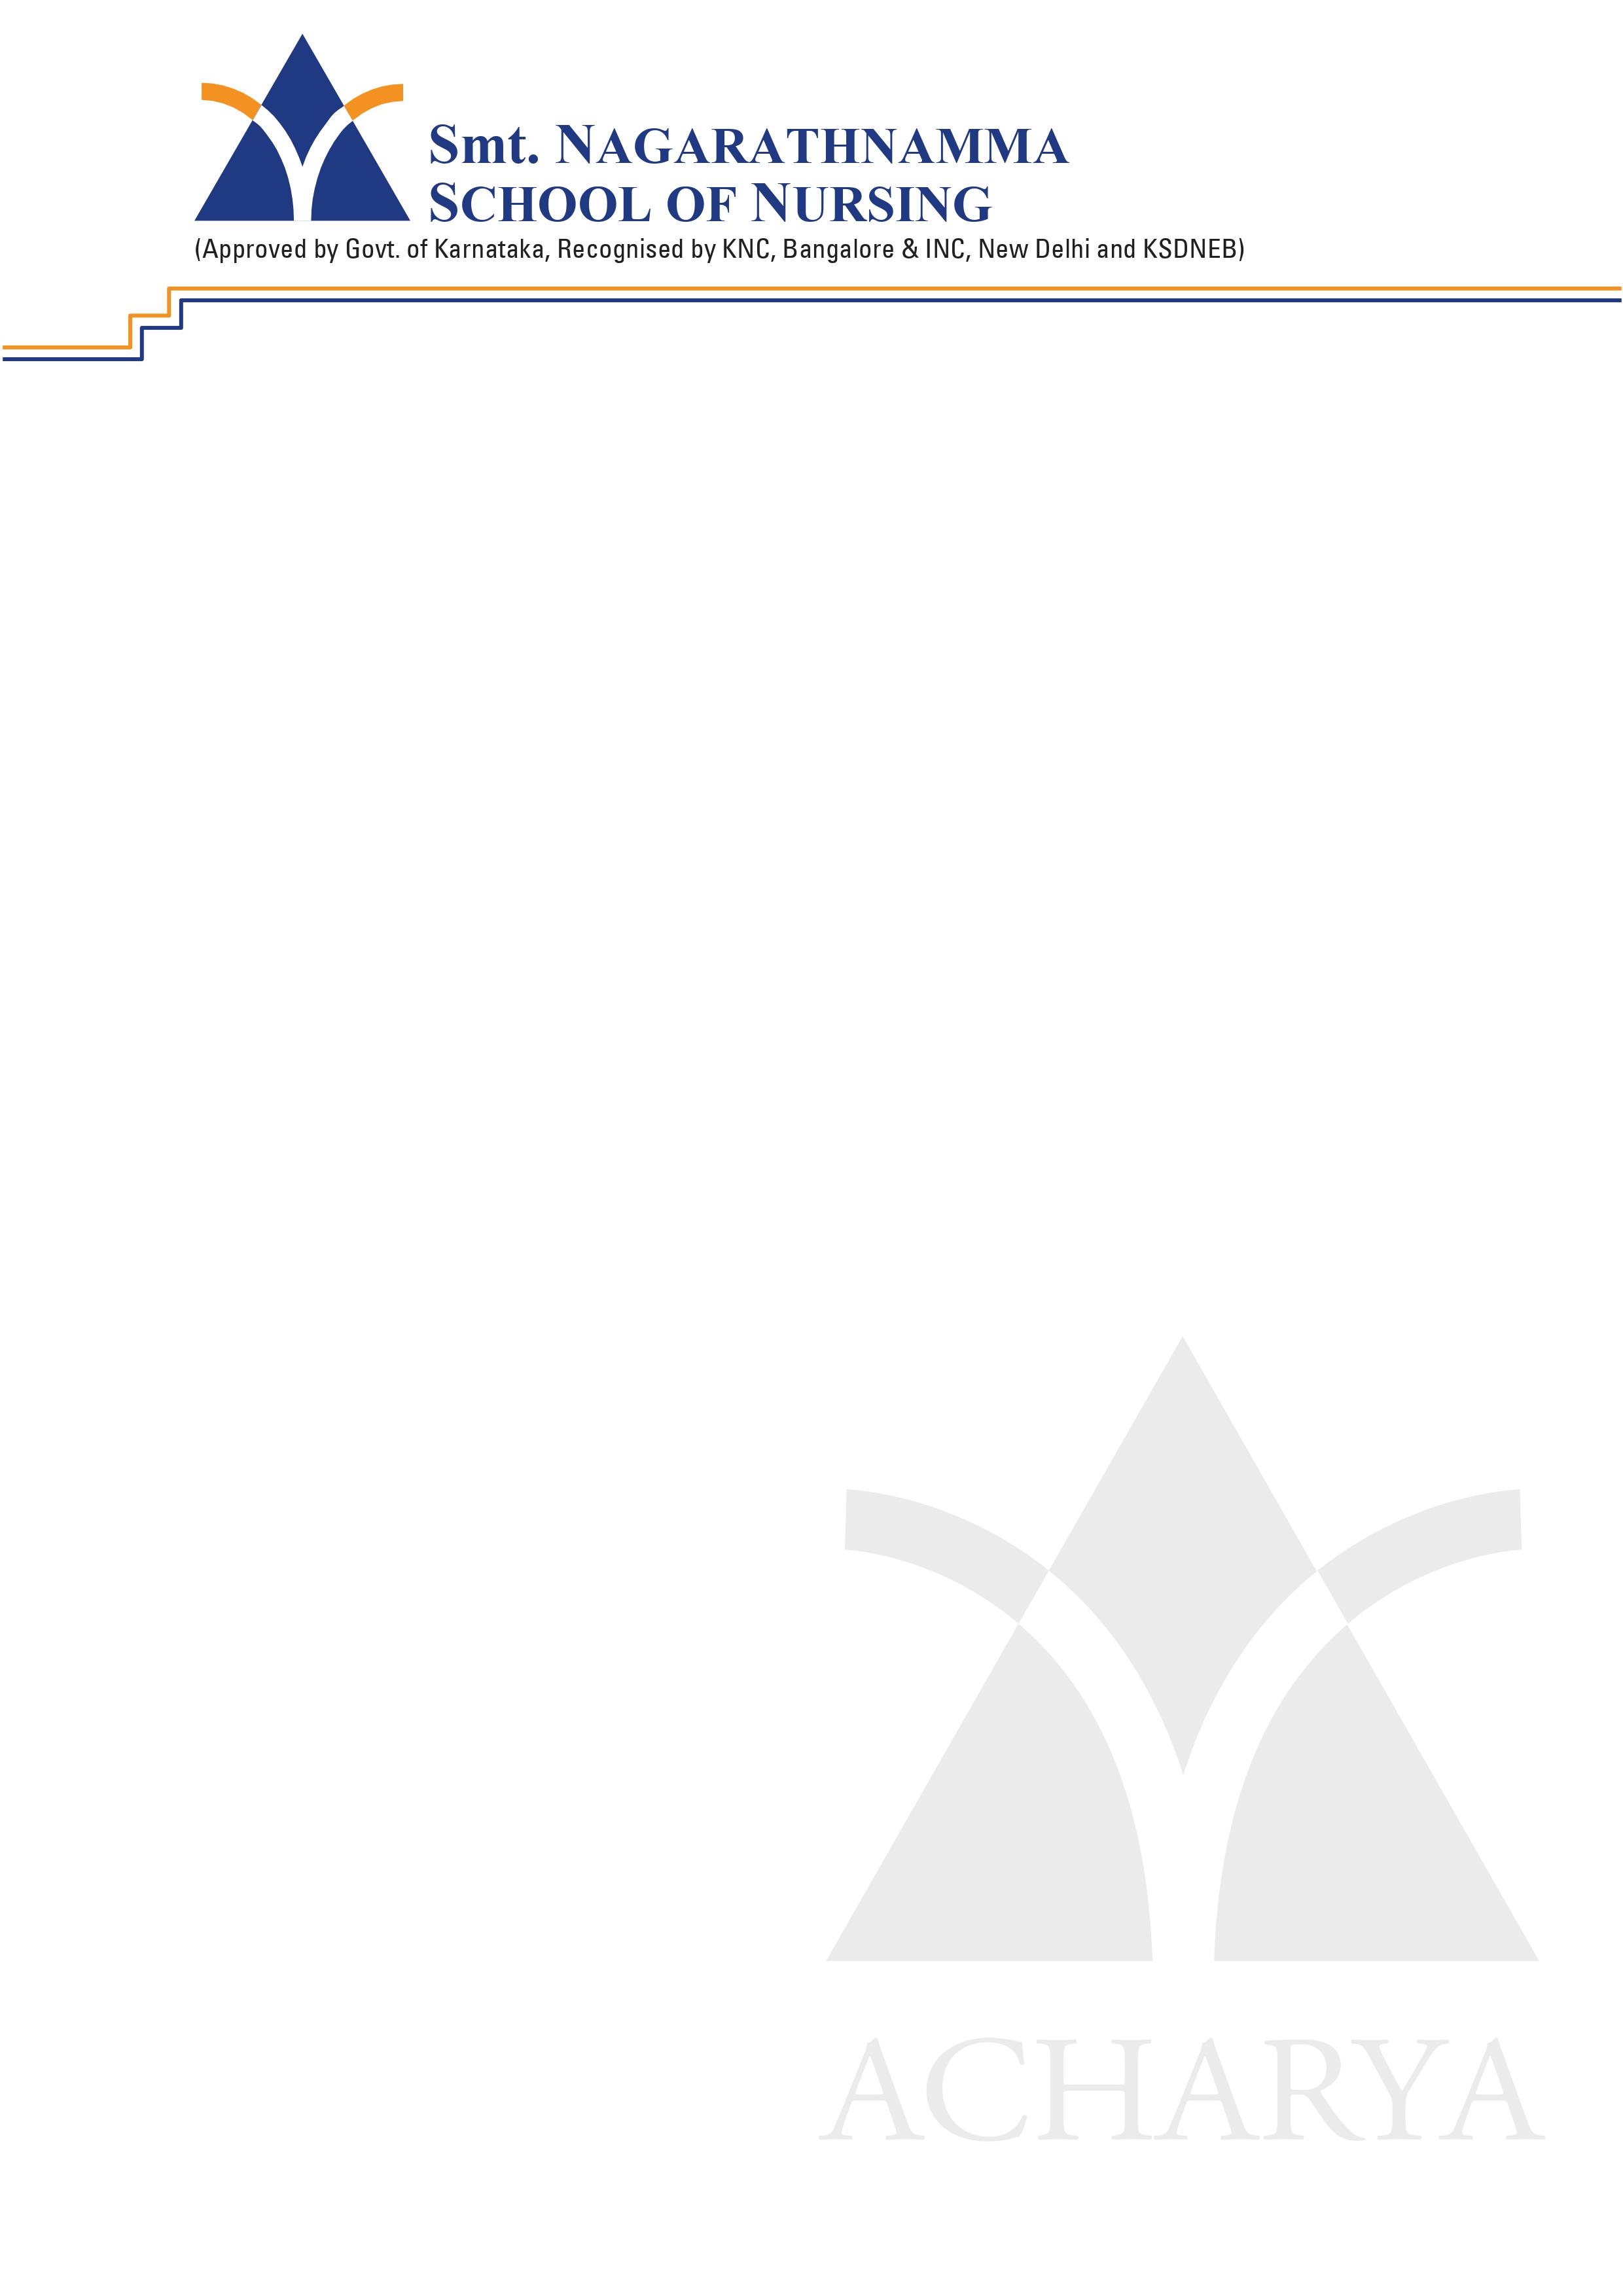 Smt. NAGARATHNAMMA
SCHOOL OF NURSING
(Approved by Govt. of Karnataka, Recognised by KNC, Bangalore & INC, New Delhi and KSDNEB)
ACHARYA